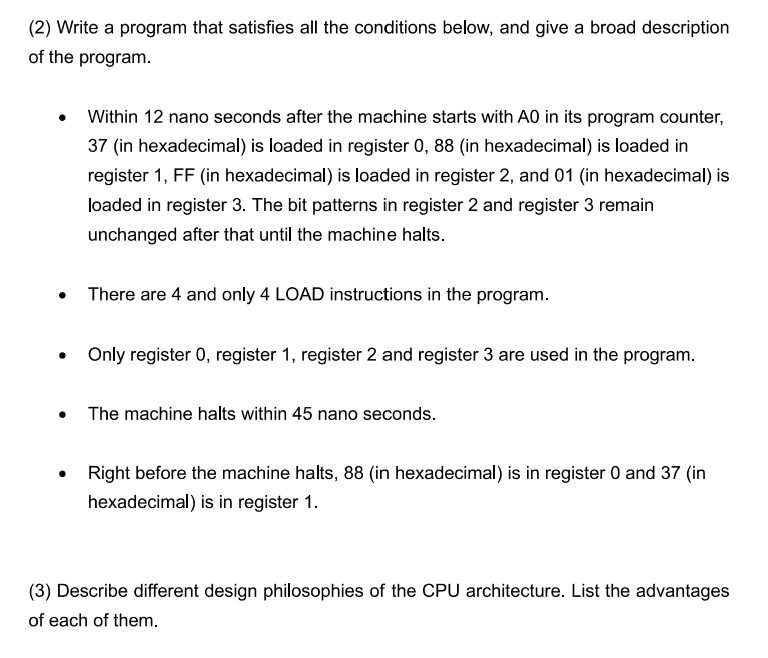 (2) Write a program that satisfies all the conditions below, and give a broad description
of the program.
• Within 12 nano seconds after the machine starts with A0 in its program counter,
37 (in hexadecimal) is loaded in register 0, 88 (in hexadecimal) is loaded in
register 1, FF (in hexadecimal) is loaded in register 2, and 01 (in hexadecimal) is
loaded in register 3. The bit patterns in register 2 and register 3 remain
unchanged after that until the machine halts.
• There are 4 and only 4 LOAD instructions in the program.
• Only register 0, register 1, register 2 and register 3 are used in the program.
• The machine halts within 45 nano seconds.
• Right before the machine halts, 88 (in hexadecimal) is in register 0 and 37 (in
hexadecimal) is in register 1.
(3) Describe different design philosophies of the CPU architecture. List the advantages
of each of them.